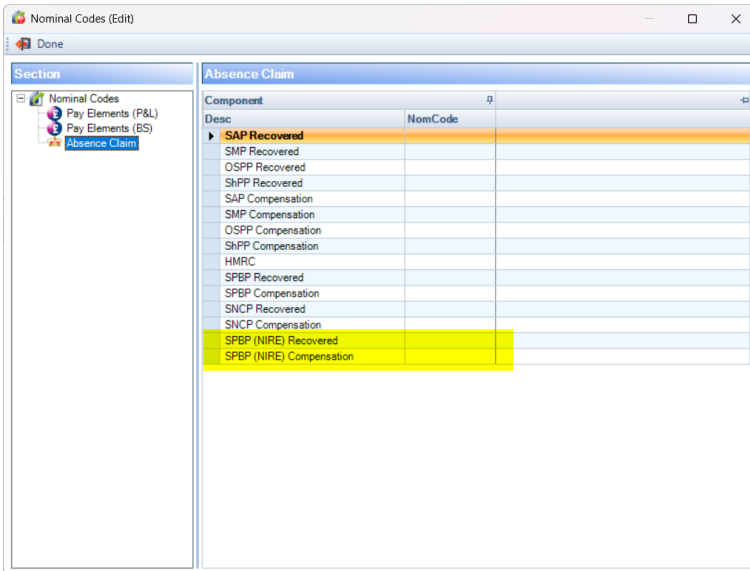 Nominal Codes (Edit)
Done
Section
Nominal Codes
Pay Elements (P&L)
Pay Elements (BS)
Absence Claim
Absence Claim
Component
Desc NomCode
SAP Recovered
SMP Recovered
OSPP Recovered
ShPP Recovered
SAP Compensation
SMP Compensation
OSPP Compensation
ShPP Compensation
HMRC
SPBP Recovered
SPBP Compensation
SNCP Recovered
SNCP Compensation
SPBP (NIRE) Recovered
SPBP (NIRE) Compensation